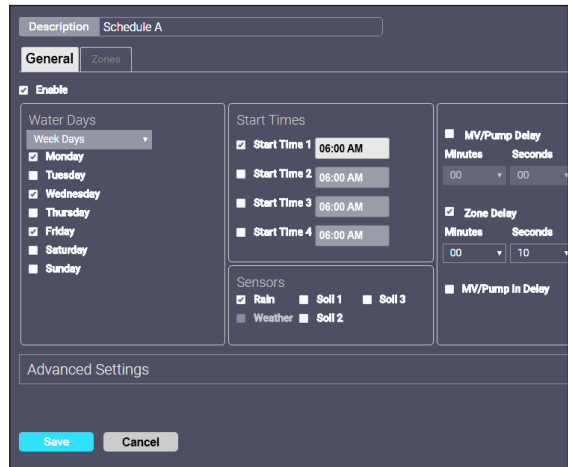 Description Schedule A
General Zones
Enable
Water Days
Week Days
Monday
Tuesday
Wednesday
Thursday
Friday
Saturday
Sunday
Start Times
Start Time 1 06:00 AM
Start Time 2 06:00 AM
Start Time 3 06:00 AM
Start Time 4 06:00 AM
Sensors
Rain Soil 1 Soil 3
Weather Soil 2
MV/Pump Delay
Minutes Seconds
00 00
Zone Delay
Minutes Seconds
00 10
MV/Pump In Delay
Advanced Settings
Save Cancel